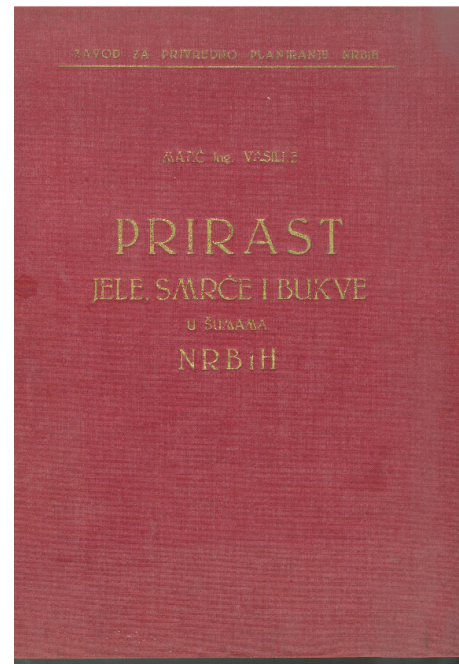 ZAVOD ZA PRIVREDNO PLANIRANJE NRBIH
MATIĆ Ing. VASILIJE
PRIRAST
JELE, SMRČE I BUKVE
U ŠUMAMA
NRBiH